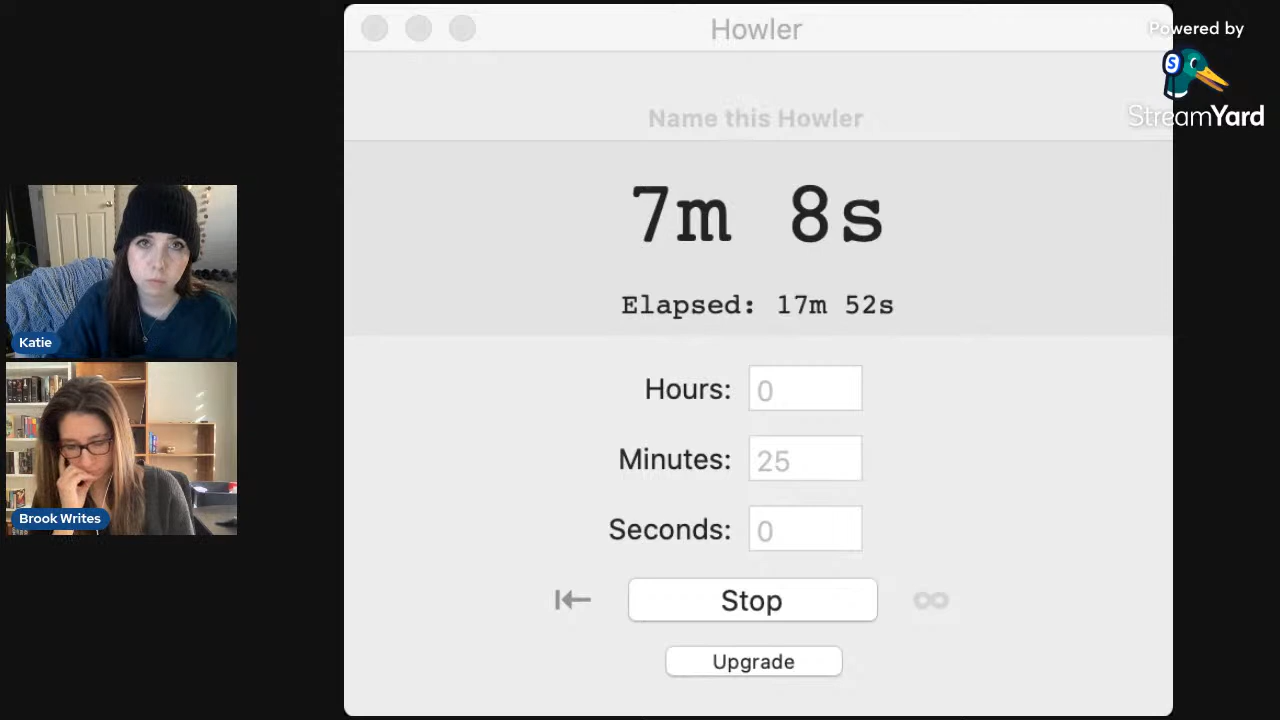 Howler
Powered by
S
StreamYard
Name this Howler
7m 8s
Elapsed: 17m 52s
Hours: 0
Minutes: 25
Seconds: 0
Stop
Upgrade
Katie
Brook Writes